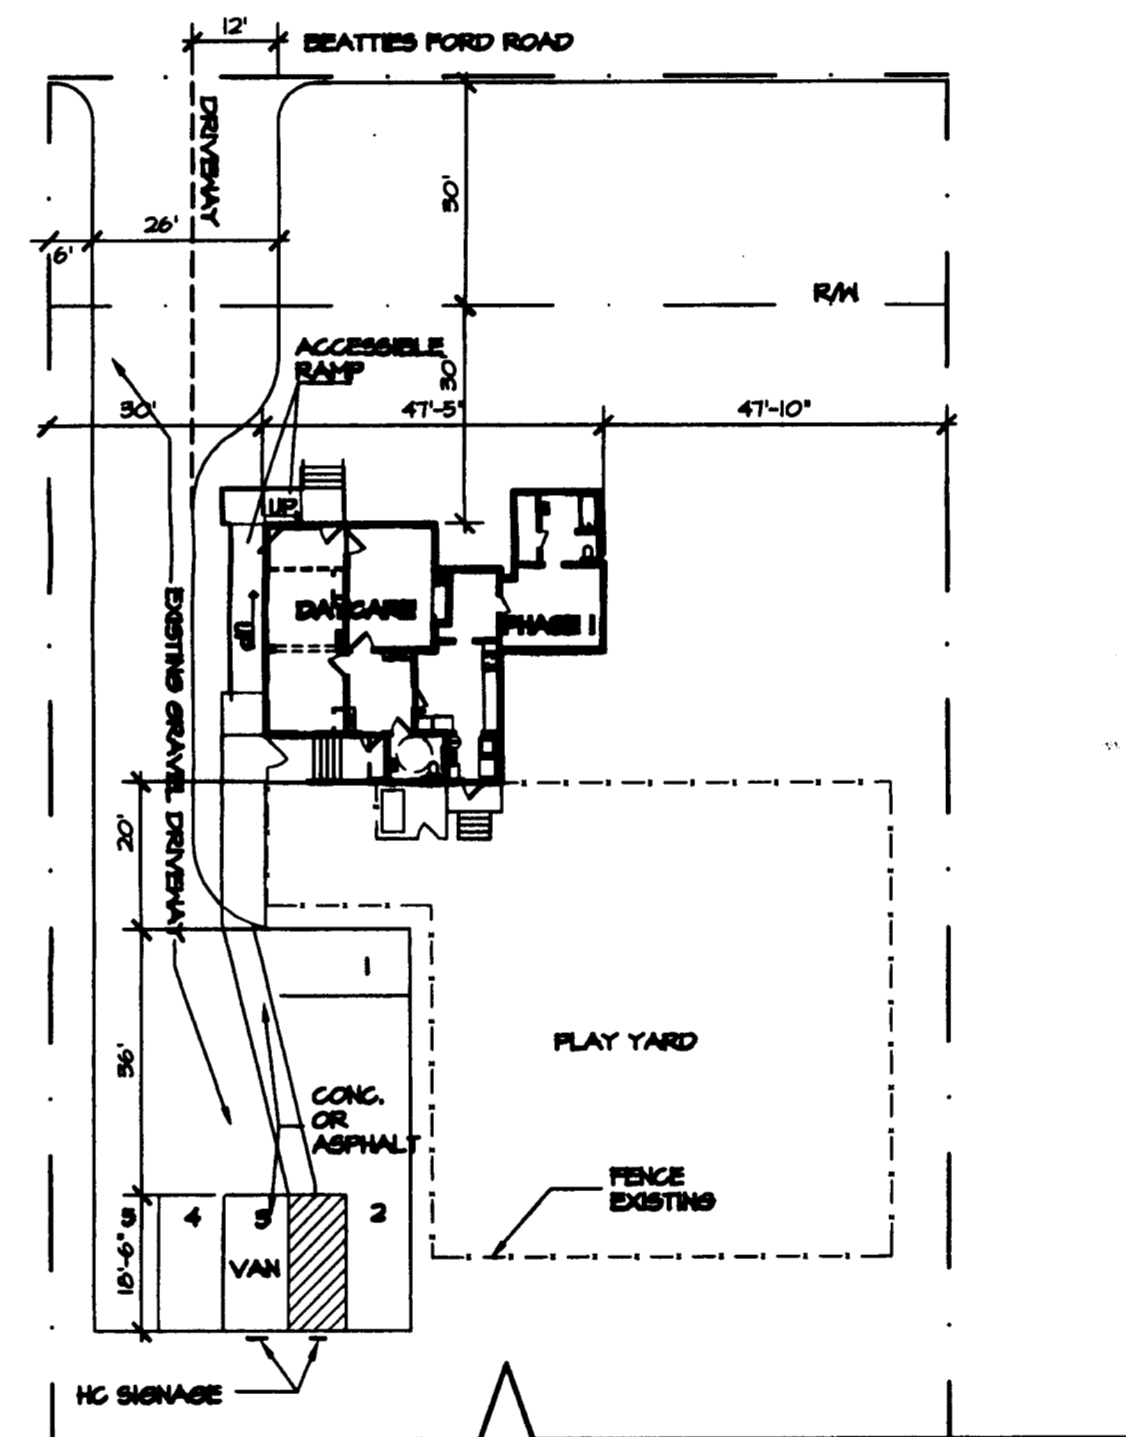 12'
BEATTIES FORD ROAD
DRIVEWAY
30'
26'
6'
R/W
ACCESSIBLE
RAMP
30'
30'
47'-5"
47'-10"
UP
DAYCARE
PHASE I
UP
EXISTING GRAVEL DRIVEWAY
20'
1
36'
PLAY YARD
CONC.
OR
ASPHALT
FENCE
EXISTING
4
3
2
18'-6"
VAN
HC SIGNAGE